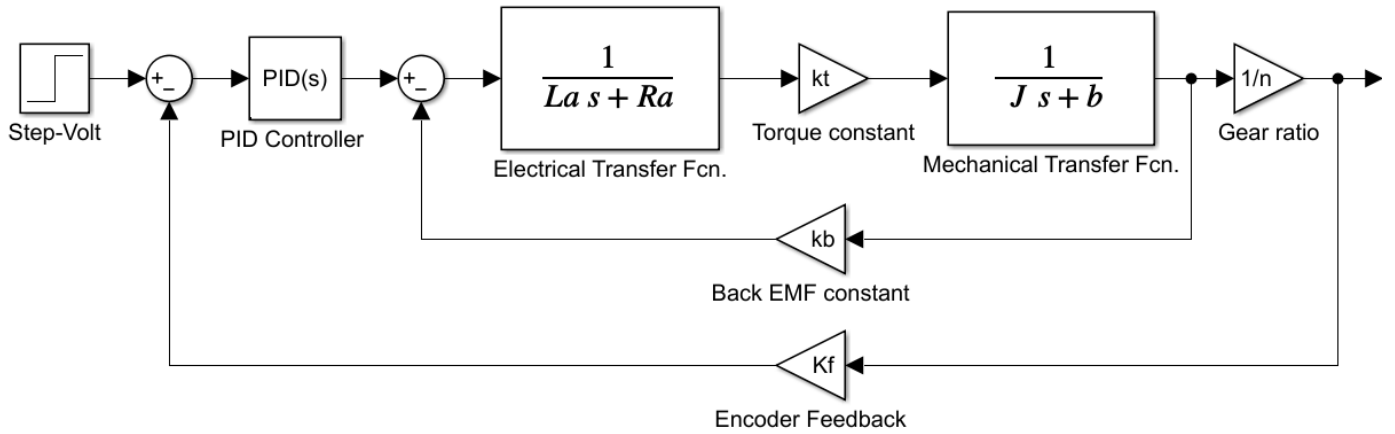 +
−
PID(s)
+
−
1
La s + Ra
kt
1
J s + b
1/n
Step-Volt
PID Controller
Electrical Transfer Fcn.
Torque constant
Mechanical Transfer Fcn.
Gear ratio
kb
Back EMF constant
Kf
Encoder Feedback